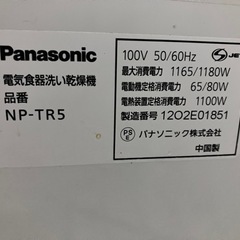 Panasonic
電気食器洗い乾燥機
品番
NP-TR5
100V 50/60Hz
JET
最大消費電力 1165/1180W
電動機定格消費電力 65/80W
電熱装置定格消費電力 1100W
製造番号 12O2E01851
PS
E
パナソニック株式会社
中国製